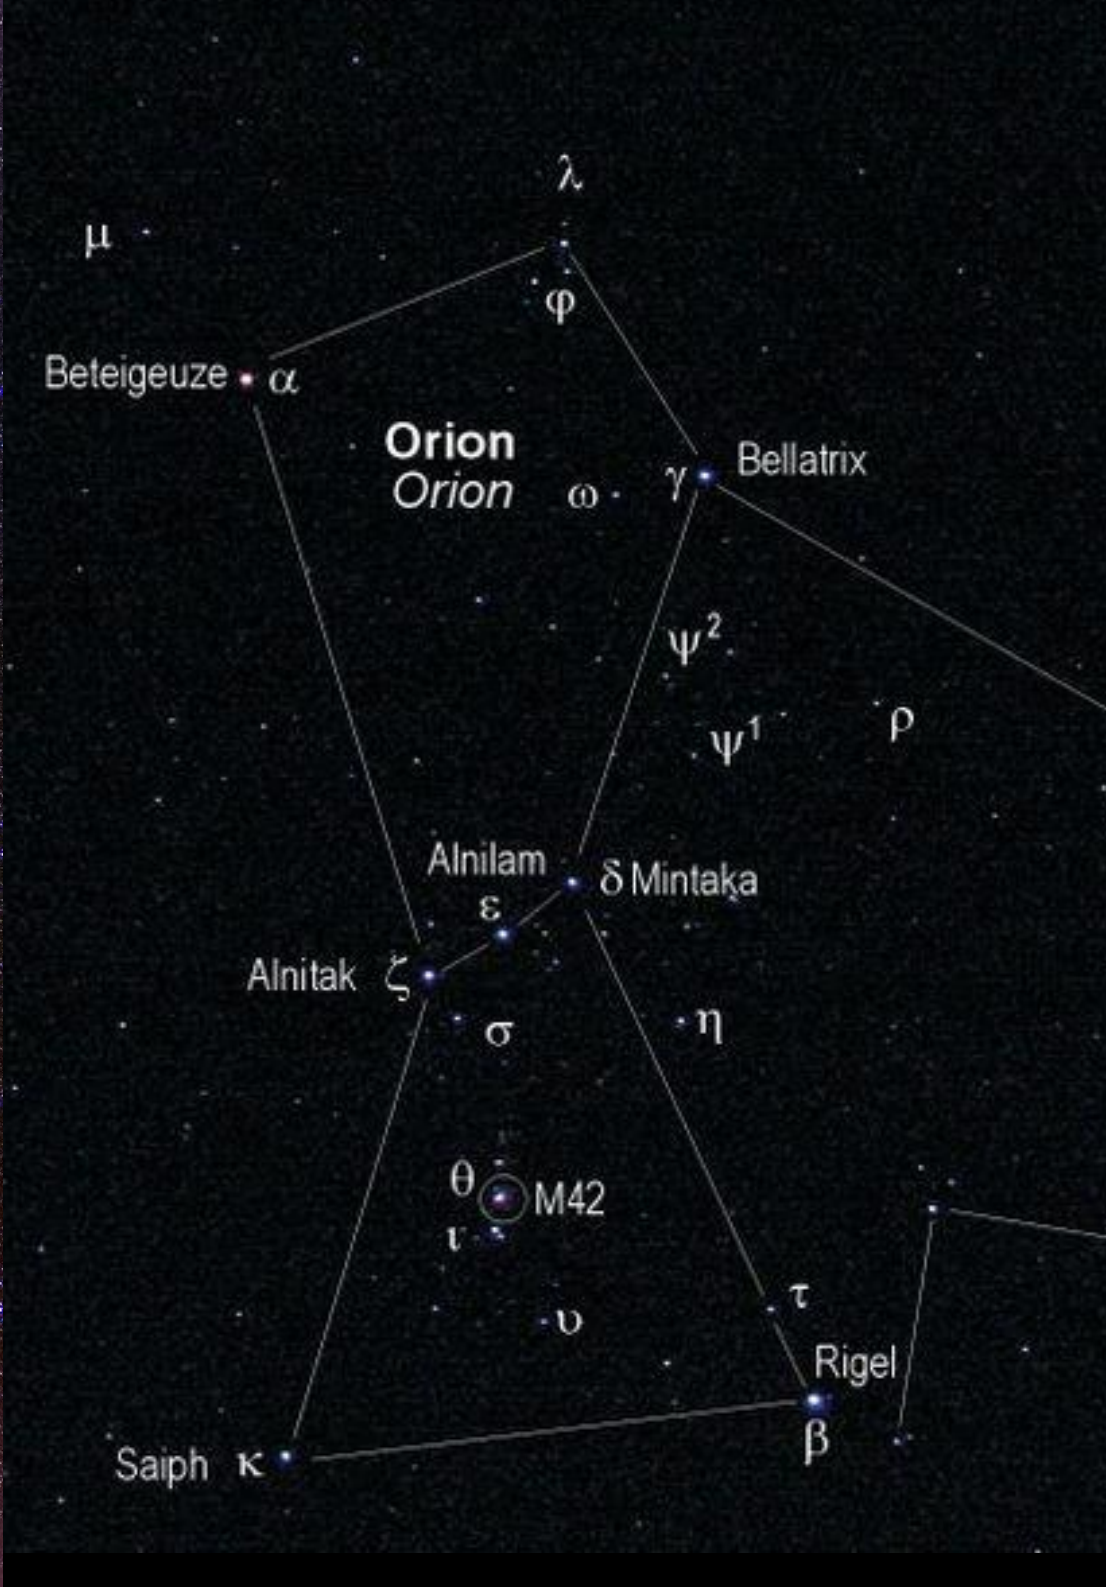 λ
μ
φ
Beteigeuze α
Orion
Orion
ω
γ
Bellatrix
ψ²
ψ¹
ρ
Alnilam
ε
δ Mintaka
Alnitak ζ
σ
η
θ
M42
ι
υ
τ
Rigel
β
Saiph κ